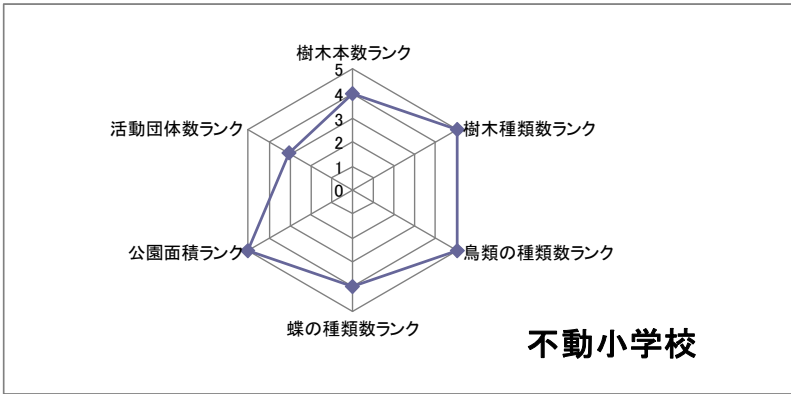 樹木本数ランク
5
4
3
2
1
0
活動団体数ランク
樹木種類数ランク
公園面積ランク
鳥類の種類数ランク
蝶の種類数ランク
不動小学校